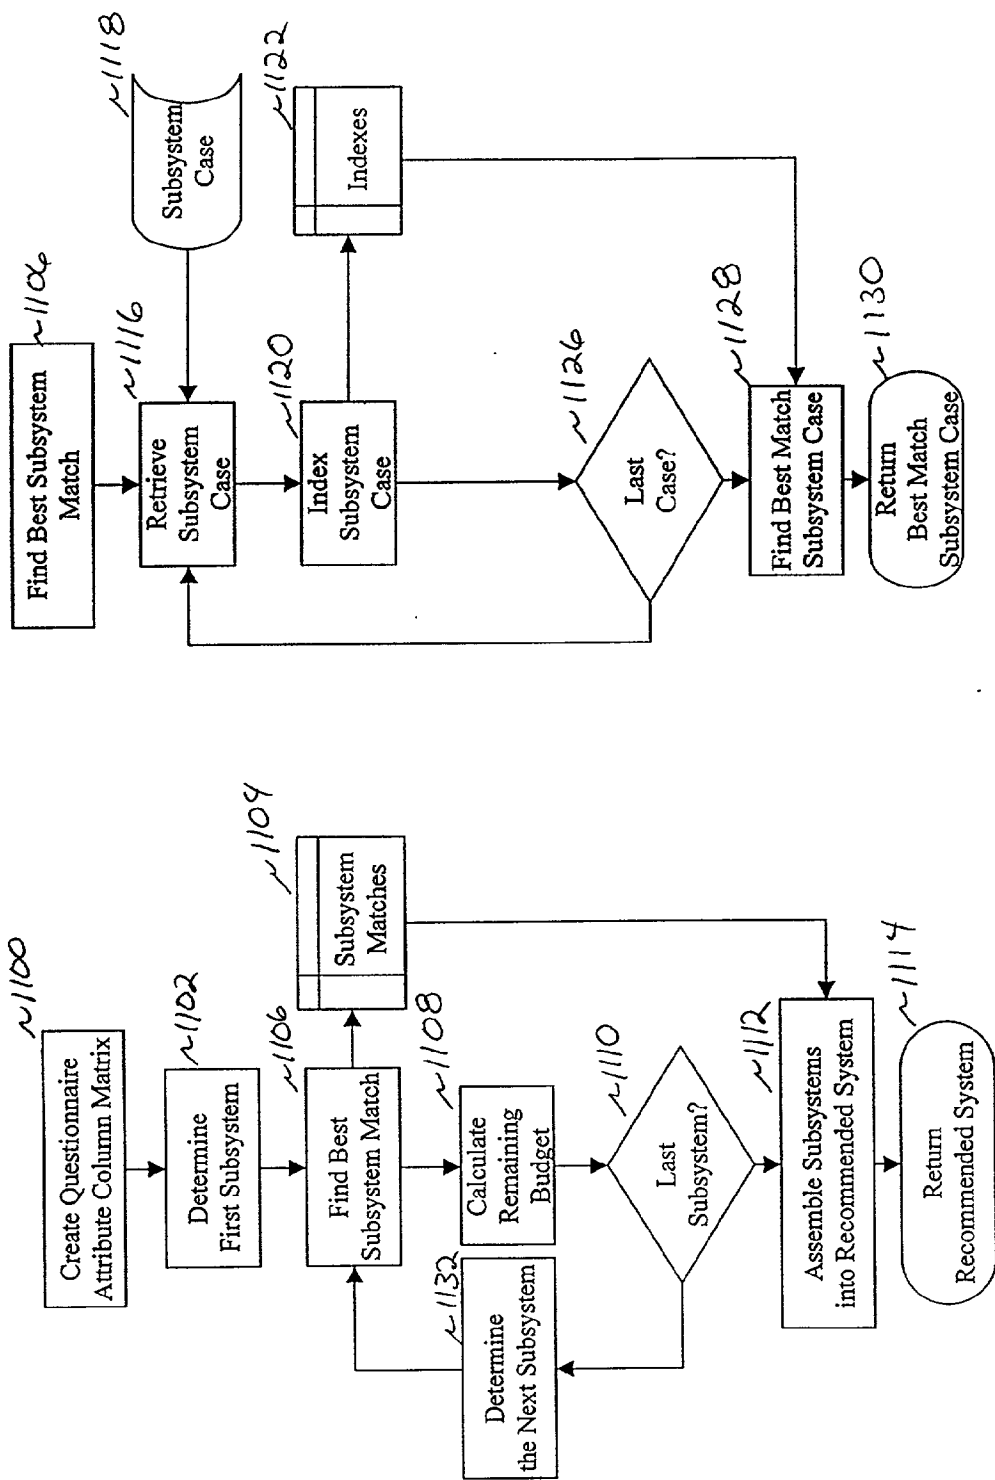 ~1100
Create Questionnaire
Attribute Column Matrix
~1102
Determine
First Subsystem
~1106
Find Best
Subsystem Match
~1104
Subsystem
Matches
~1108
Calculate
Remaining
Budget
~1110
Last
Subsystem?
~1132
Determine
the Next Subsystem
~1112
Assemble Subsystems
into Recommended System
~1114
Return
Recommended System
Find Best Subsystem
Match
~1106
~1116
Retrieve
Subsystem
Case
~1118
Subsystem
Case
~1120
Index
Subsystem
Case
~1122
Indexes
~1126
Last
Case?
~1128
Find Best Match
Subsystem Case
~1130
Return
Best Match
Subsystem Case